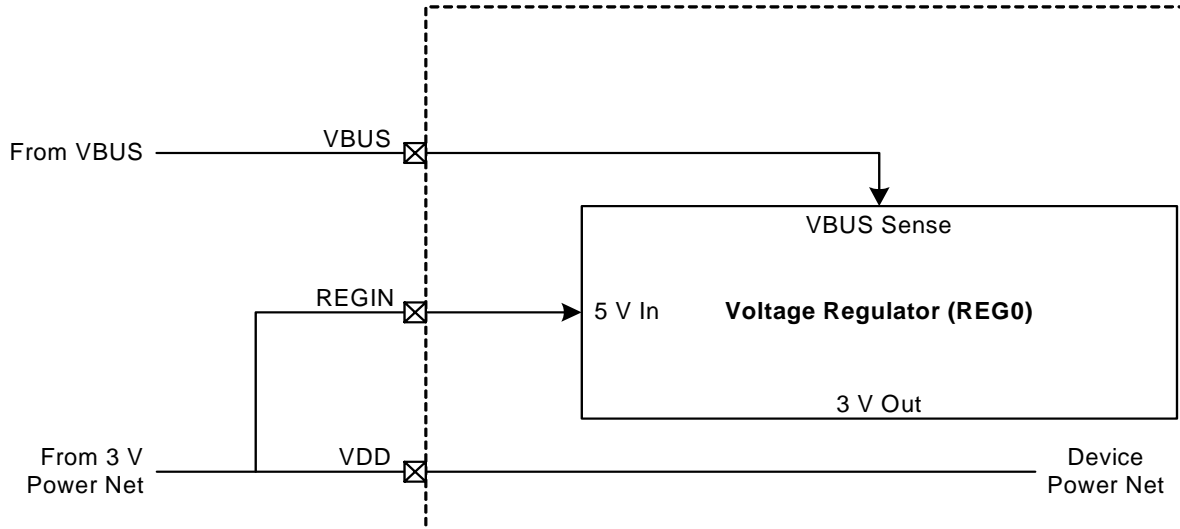 From VBUS
VBUS
VBUS Sense
REGIN
5 V In
Voltage Regulator (REG0)
3 V Out
From 3 V
Power Net
VDD
Device
Power Net